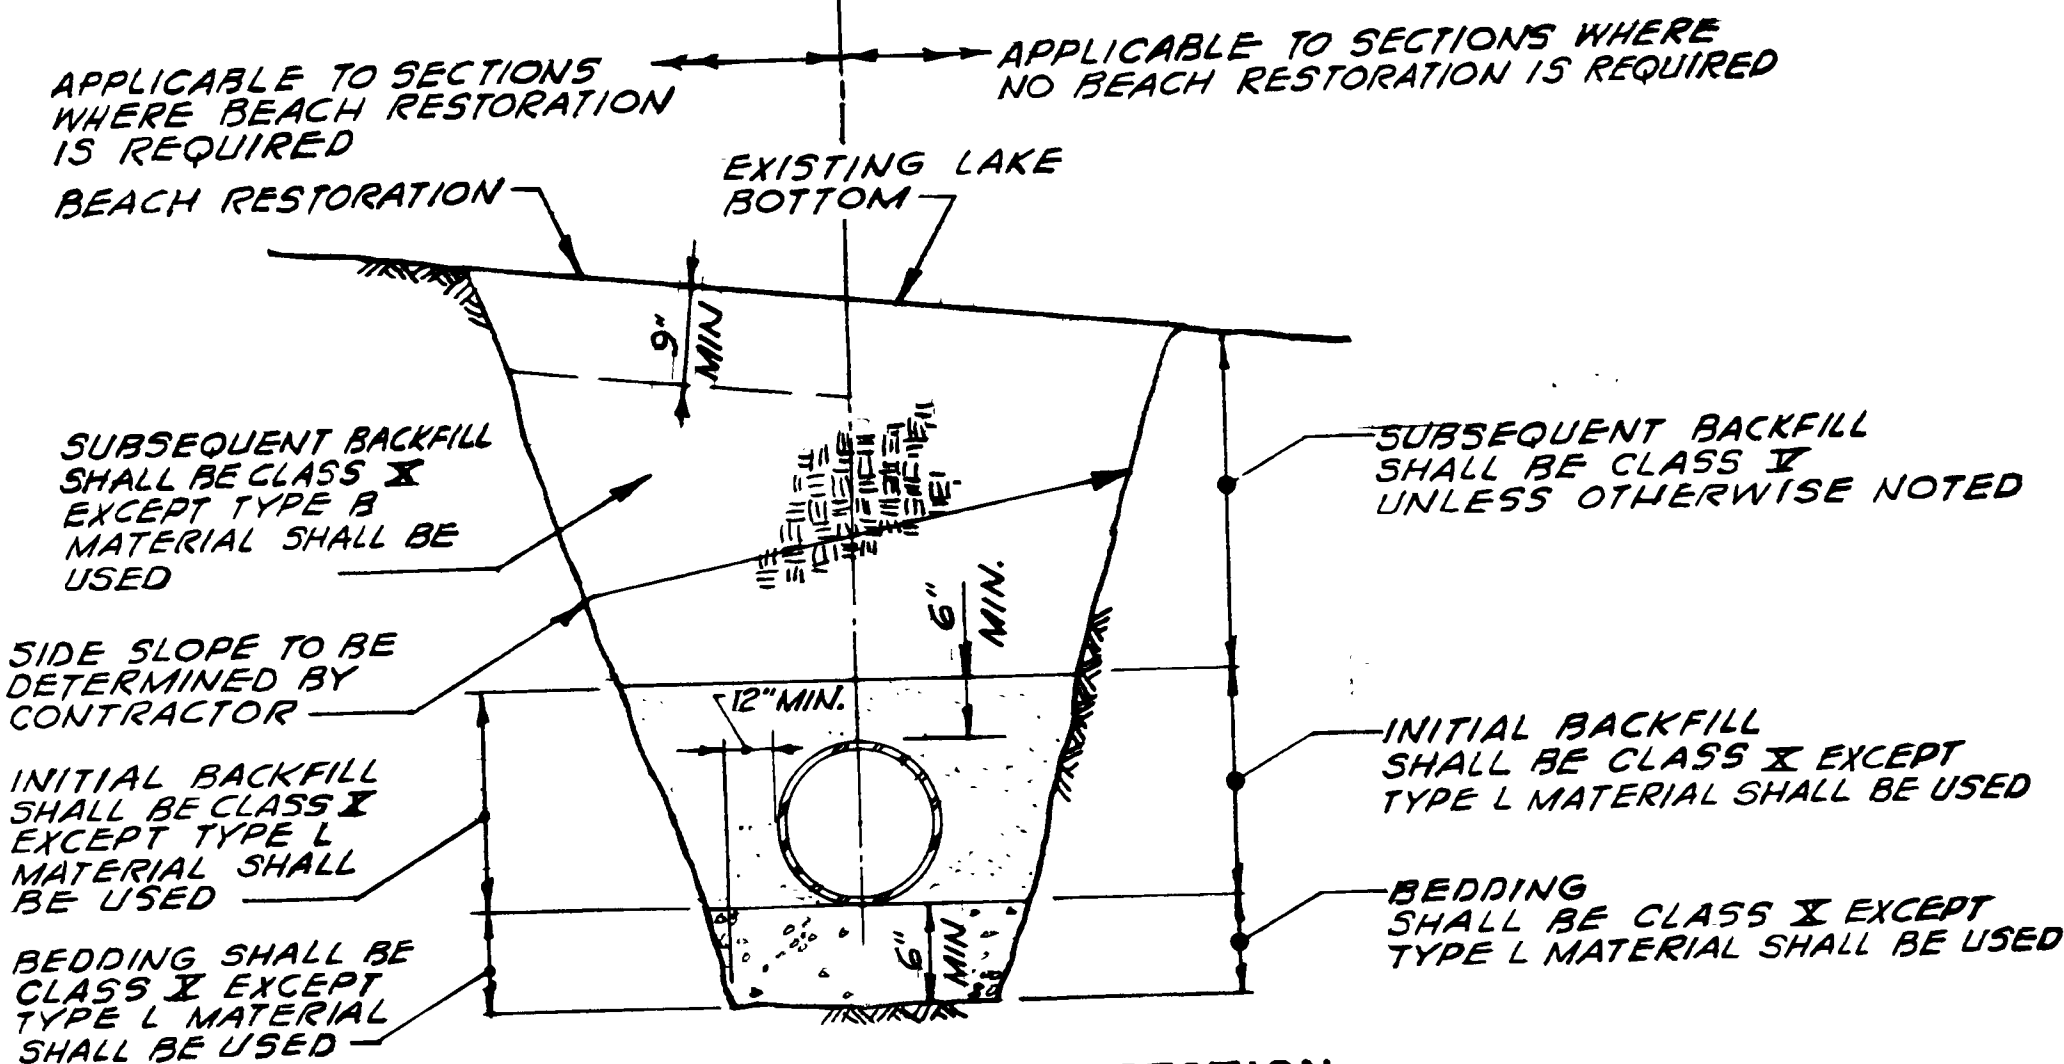 APPLICABLE TO SECTIONS
WHERE BEACH RESTORATION
IS REQUIRED
APPLICABLE TO SECTIONS WHERE
NO BEACH RESTORATION IS REQUIRED
BEACH RESTORATION
EXISTING LAKE
BOTTOM
9"
MIN
SUBSEQUENT BACKFILL
SHALL BE CLASS X
EXCEPT TYPE B
MATERIAL SHALL BE
USED
SUBSEQUENT BACKFILL
SHALL BE CLASS V
UNLESS OTHERWISE NOTED
6"
MIN.
SIDE SLOPE TO BE
DETERMINED BY
CONTRACTOR
12" MIN.
INITIAL BACKFILL
SHALL BE CLASS X
EXCEPT TYPE L
MATERIAL SHALL
BE USED
INITIAL BACKFILL
SHALL BE CLASS X EXCEPT
TYPE L MATERIAL SHALL BE USED
BEDDING SHALL BE
CLASS X EXCEPT
TYPE L MATERIAL
SHALL BE USED
6"
MIN
BEDDING
SHALL BE CLASS X EXCEPT
TYPE L MATERIAL SHALL BE USED